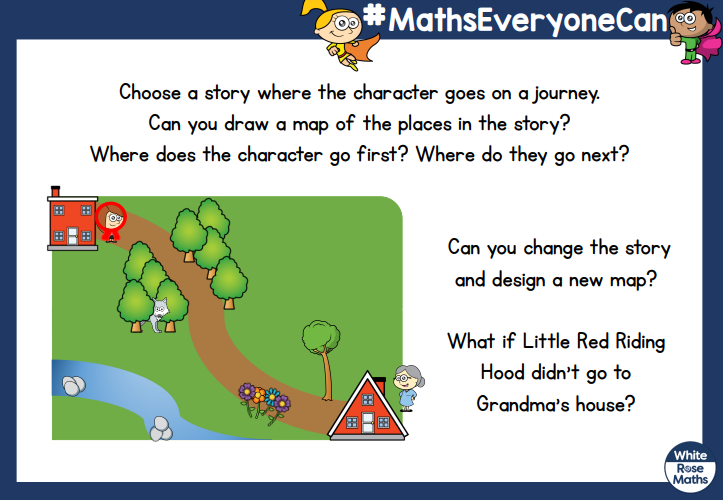 #MathsEveryoneCan
Choose a story where the character goes on a journey.
Can you draw a map of the places in the story?
Where does the character go first? Where do they go next?
Can you change the story
and design a new map?
What if Little Red Riding
Hood didn't go to
Grandma's house?
White
Rose
Maths